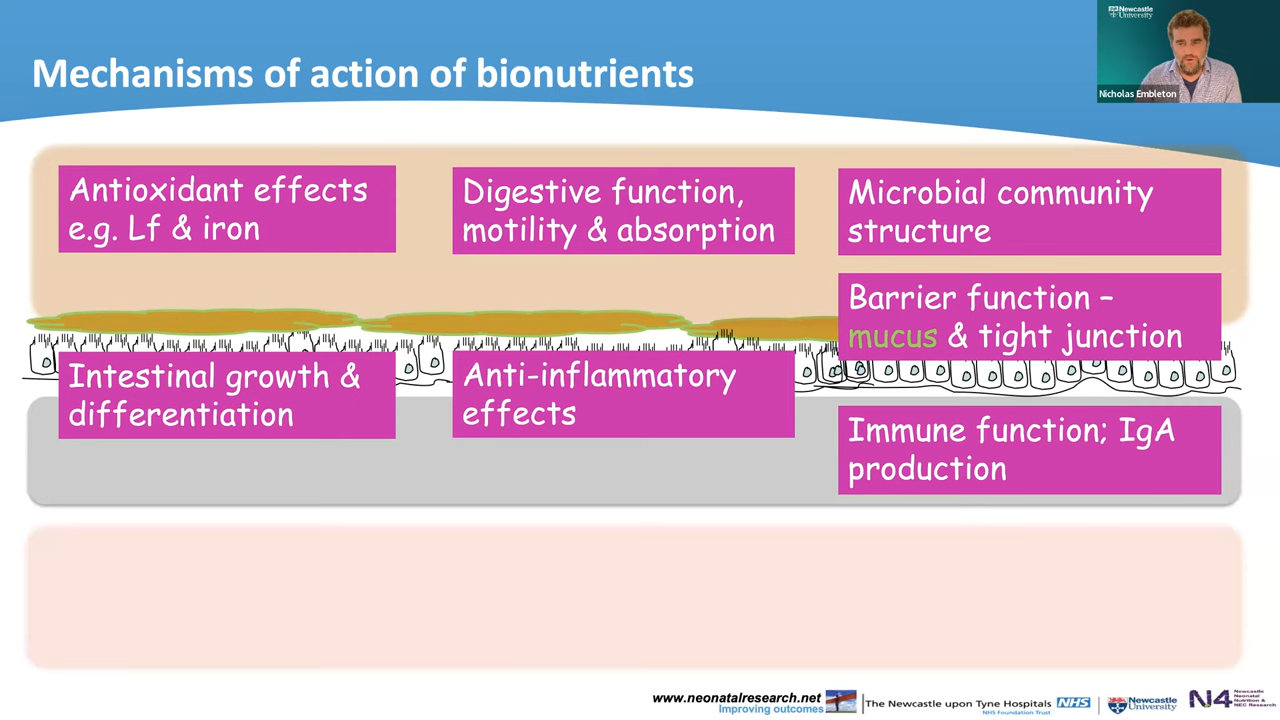 Newcastle
University
Nicholas Embleton
Mechanisms of action of bionutrients
Antioxidant effects
e.g. Lf & iron
Digestive function,
motility & absorption
Microbial community
structure
Barrier function –
mucus & tight junction
Intestinal growth &
differentiation
Anti-inflammatory
effects
Immune function; IgA
production
www.neonatalresearch.net
Improving outcomes
The Newcastle upon Tyne Hospitals NHS
NHS Foundation Trust
Newcastle
University
N4
Newcastle
Neonatal
Nutrition &
NEC Research